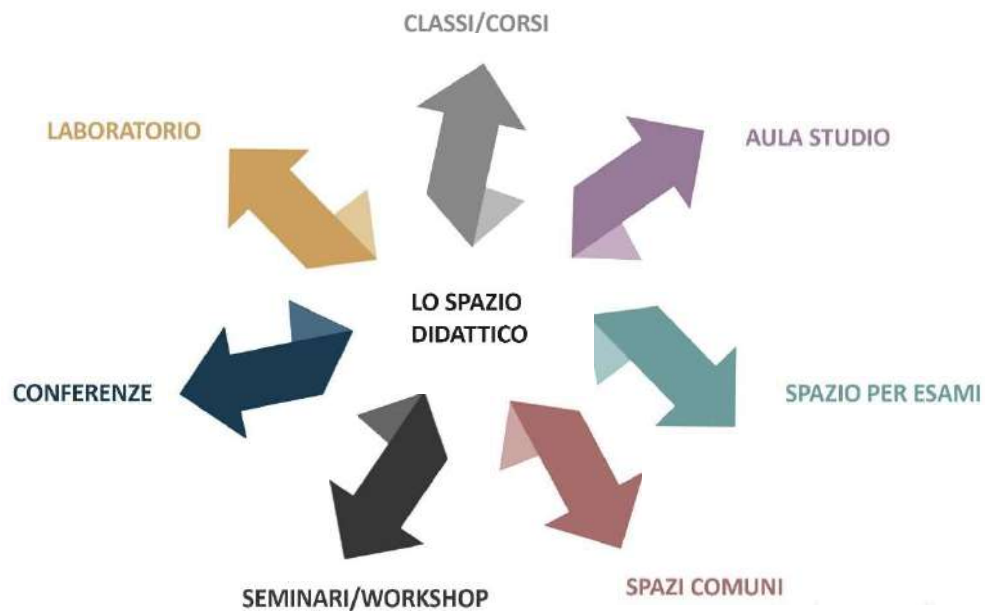 CLASSI/CORSI
LABORATORIO
AULA STUDIO
LO SPAZIO
DIDATTICO
CONFERENZE
SPAZIO PER ESAMI
SEMINARI/WORKSHOP
SPAZI COMUNI